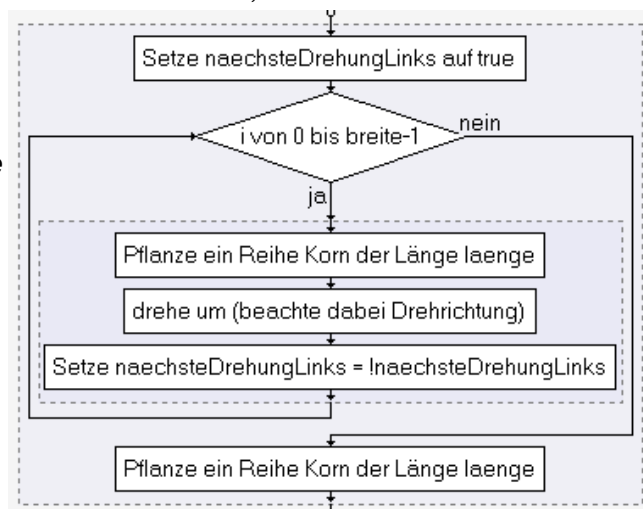 Setze naechsteDrehungLinks auf true
i von 0 bis breite-1
nein
ja
Pflanze ein Reihe Korn der Länge laenge
drehe um (beachte dabei Drehrichtung)
Setze naechsteDrehungLinks = !naechsteDrehungLinks
Pflanze ein Reihe Korn der Länge laenge